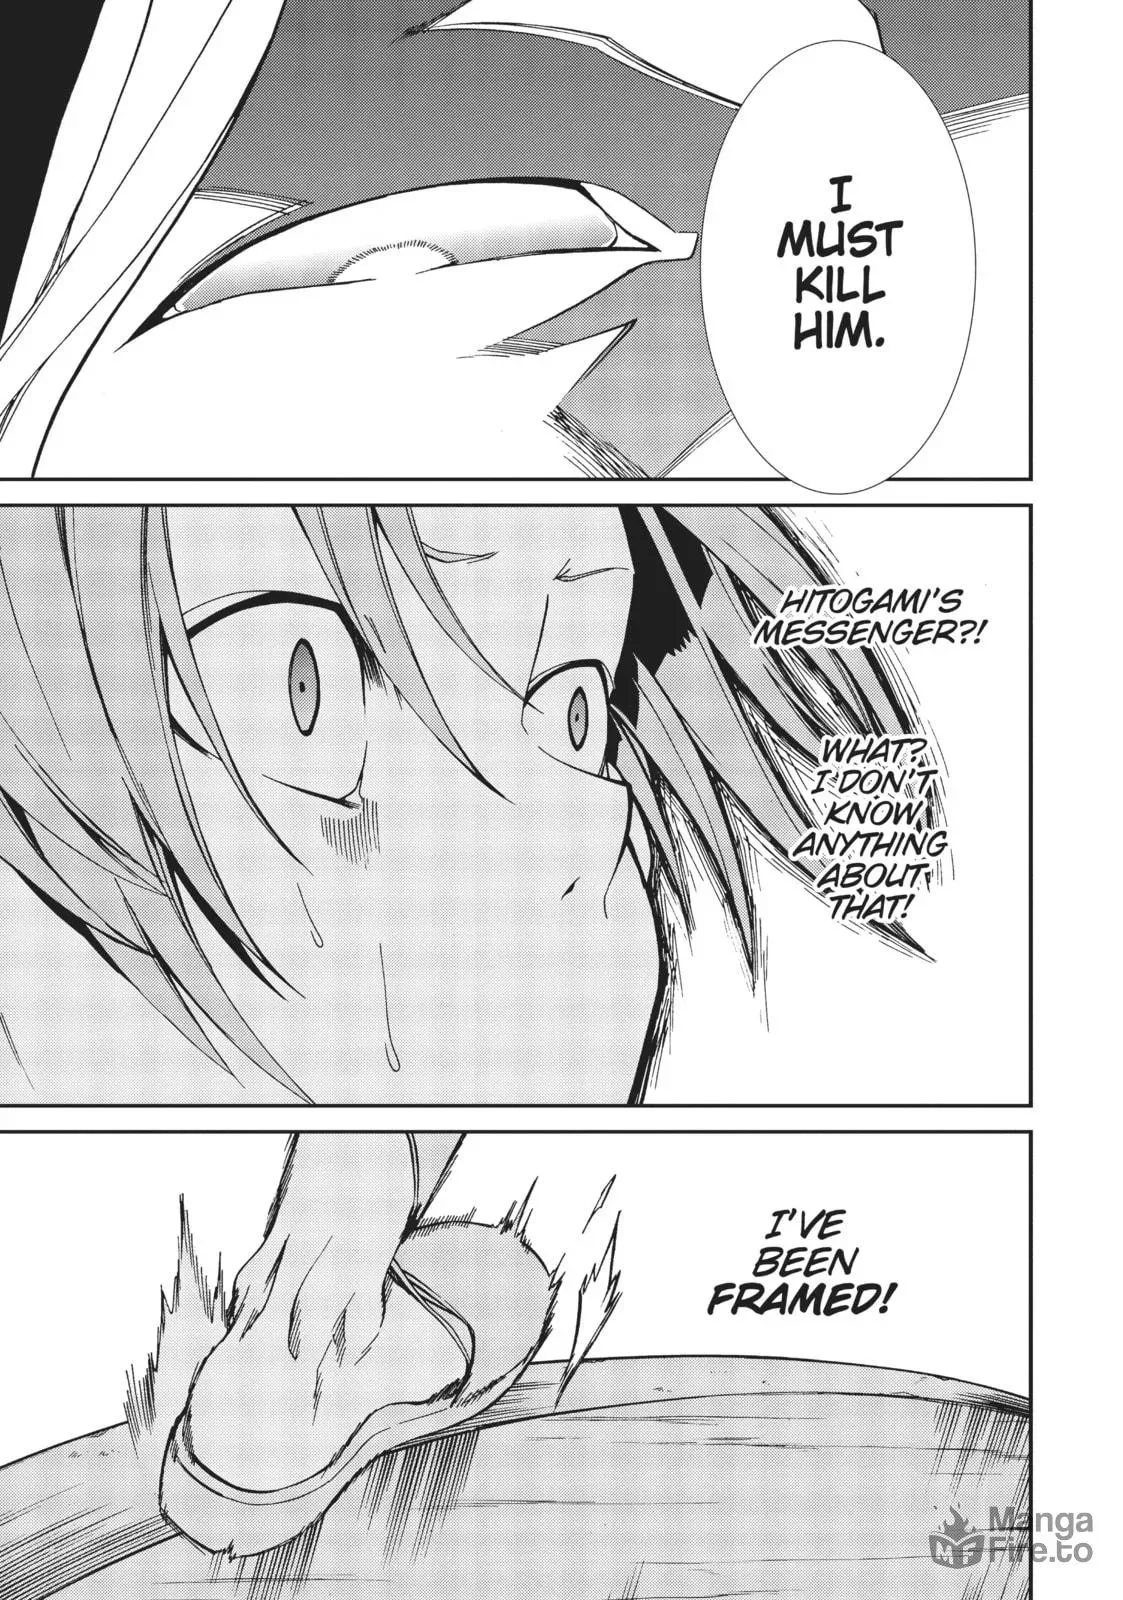 I
MUST
KILL
HIM.
HITOGAMI'S
MESSENGER?!
WHAT?
I DON'T
KNOW
ANYTHING
ABOUT
THAT!
I'VE
BEEN
FRAMED!
Manga
Fire.to